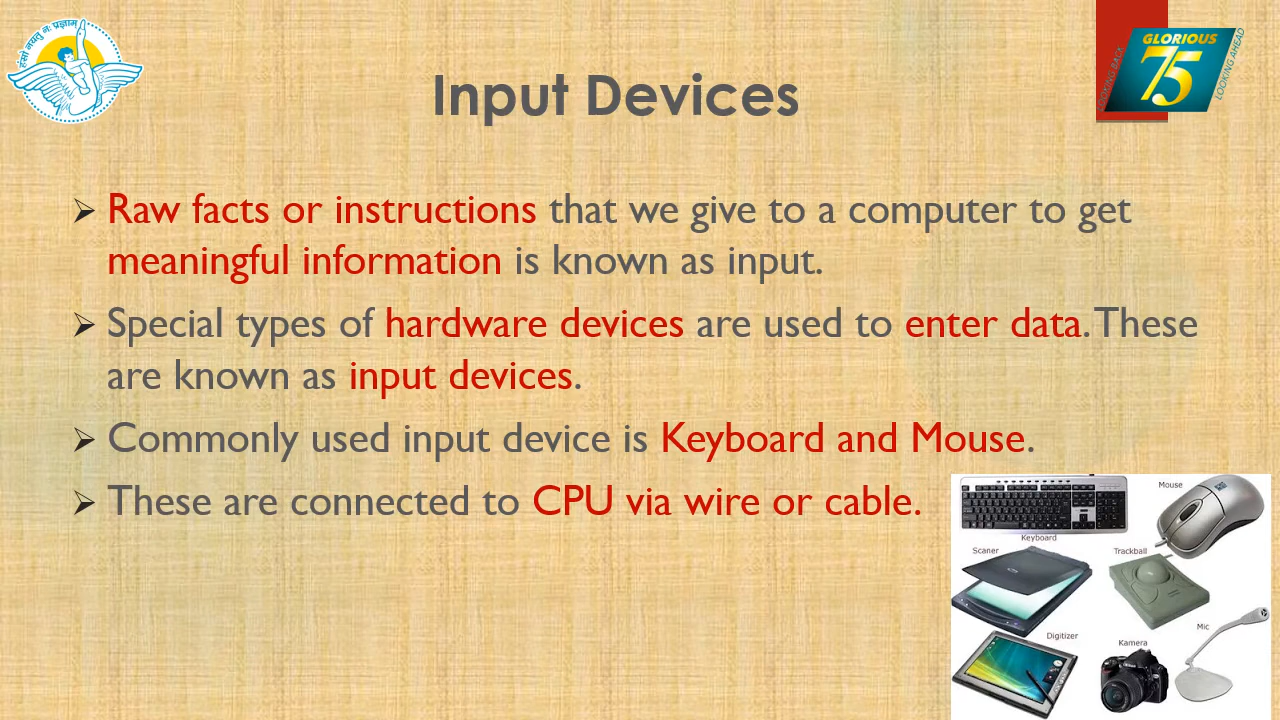 हंसो नयतु नः प्रज्ञाम्
GLORIOUS
75
LOOKING BACK
LOOKING AHEAD
Input Devices
Raw facts or instructions that we give to a computer to get
meaningful information is known as input.
Special types of hardware devices are used to enter data. These
are known as input devices.
Commonly used input device is Keyboard and Mouse.
These are connected to CPU via wire or cable.
Mouse
Keyboard
Scaner
Trackball
Digitizer
Kamera
Mic